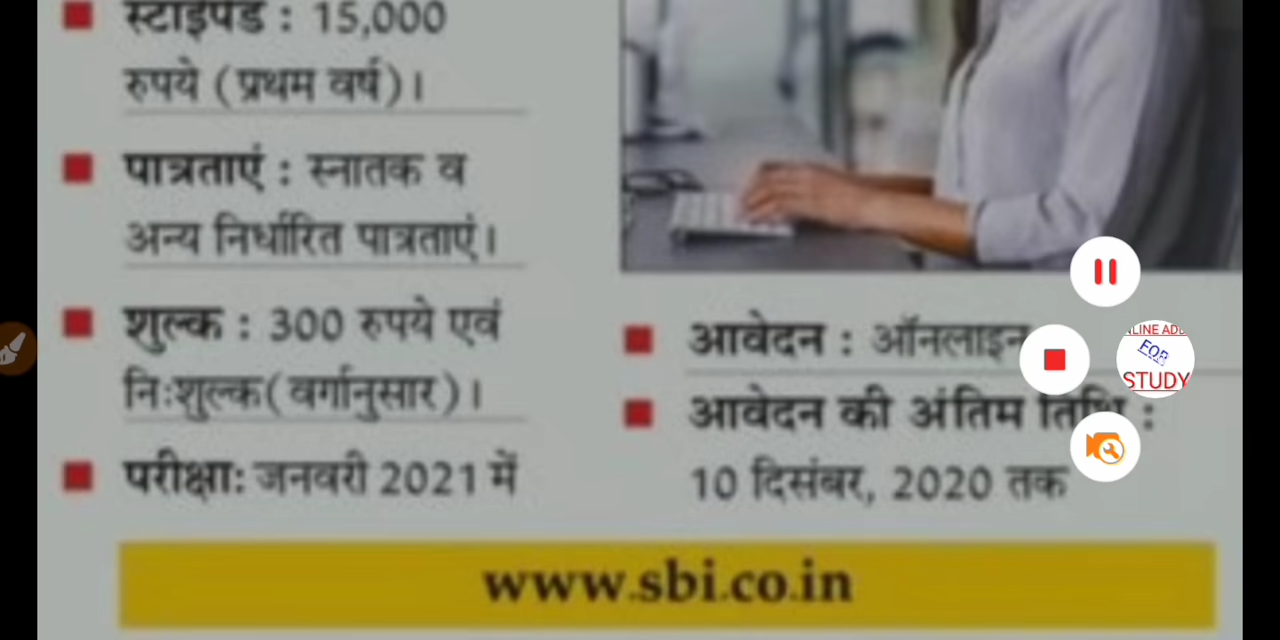 स्टाइपेंड : 15,000
रुपये (प्रथम वर्ष)।
पात्रताएं : स्नातक व
अन्य निर्धारित पात्रताएं।
शुल्क : 300 रुपये एवं
निःशुल्क(वर्गानुसार)।
परीक्षा: जनवरी 2021 में
आवेदन : ऑनलाइन
आवेदन की अंतिम तिथि :
10 दिसंबर, 2020 तक
www.sbi.co.in
FOR
STUDY